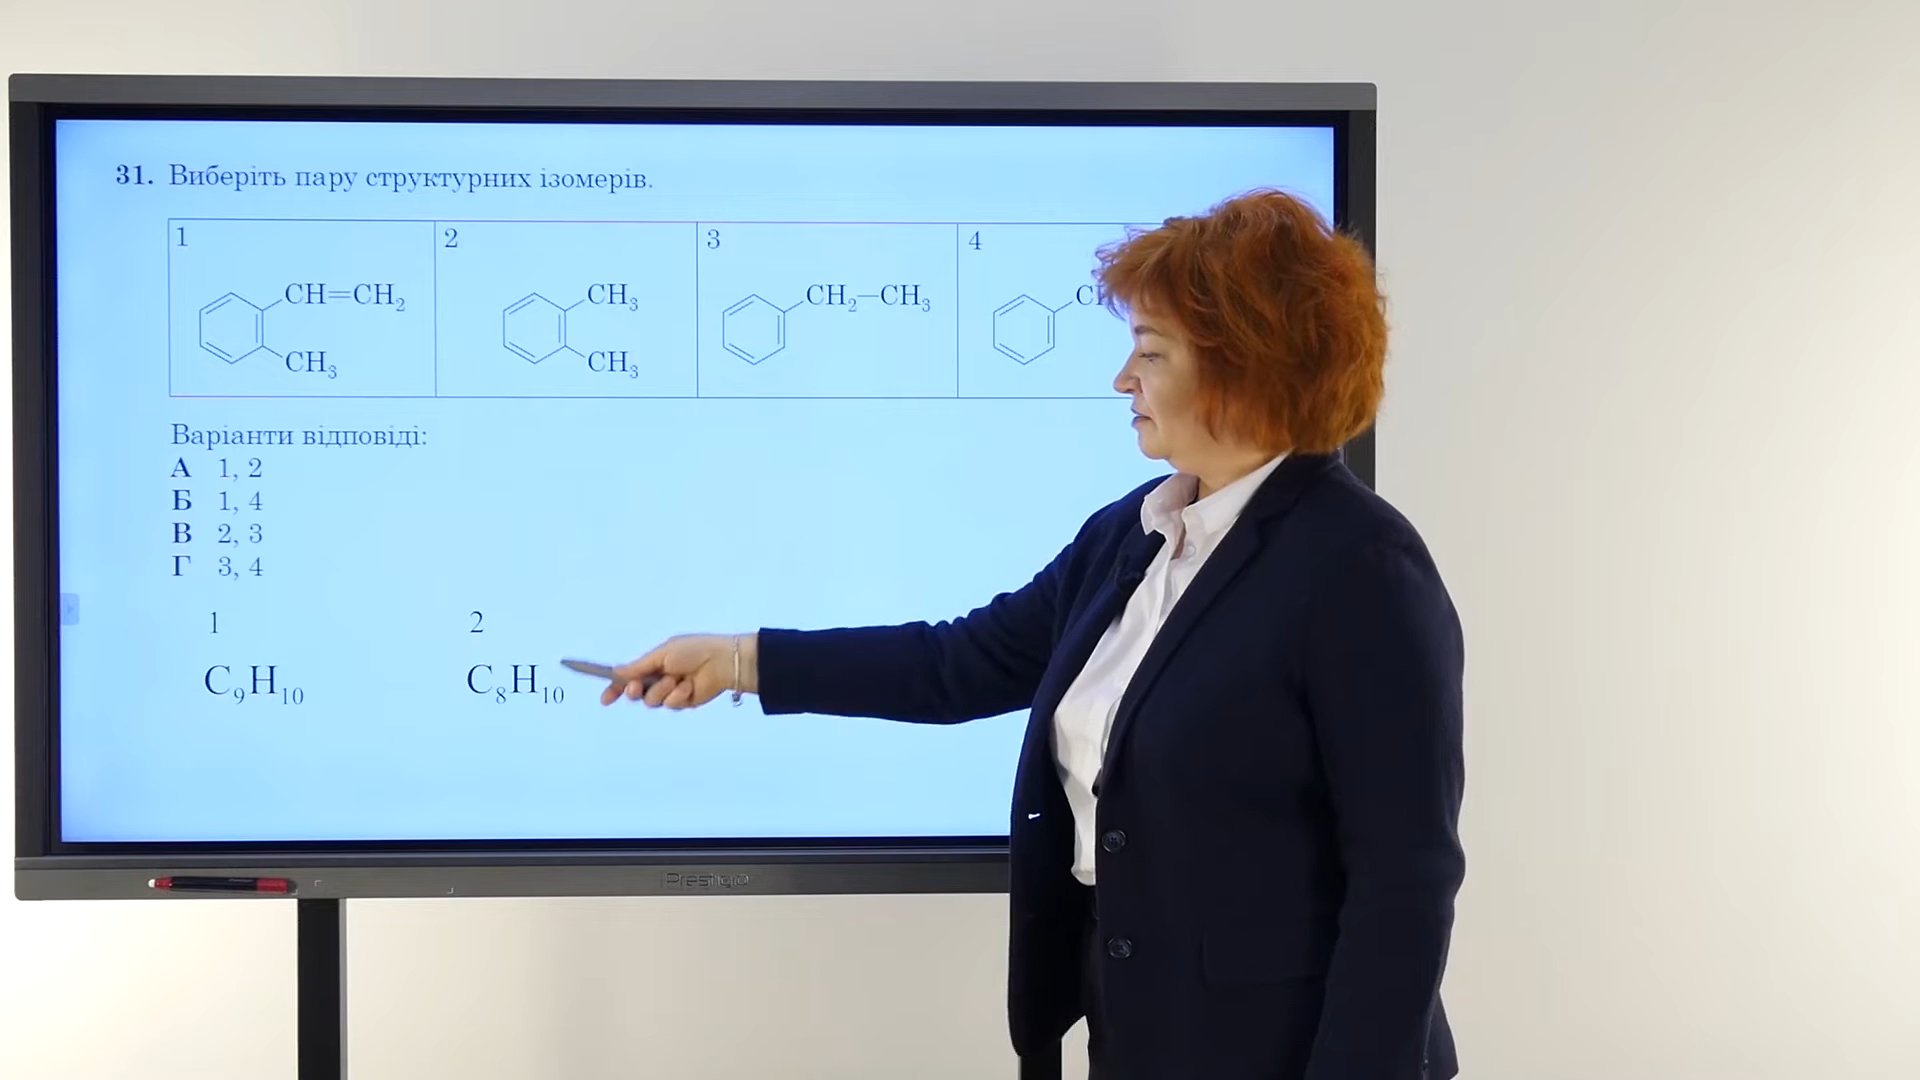 31. Виберіть пару структурних ізомерів.
1 2 3 4
CH=CH₂ CH₃ CH₂—CH₃
CH₃ CH₃
Варіанти відповіді:
А 1, 2
Б 1, 4
В 2, 3
Г 3, 4
1 2
C₉H₁₀ C₈H₁₀
Prestigio